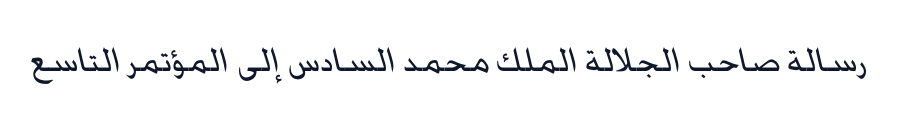 رسالة صاحب الجلالة الملك محمد السادس إلى المؤتمر التاسع